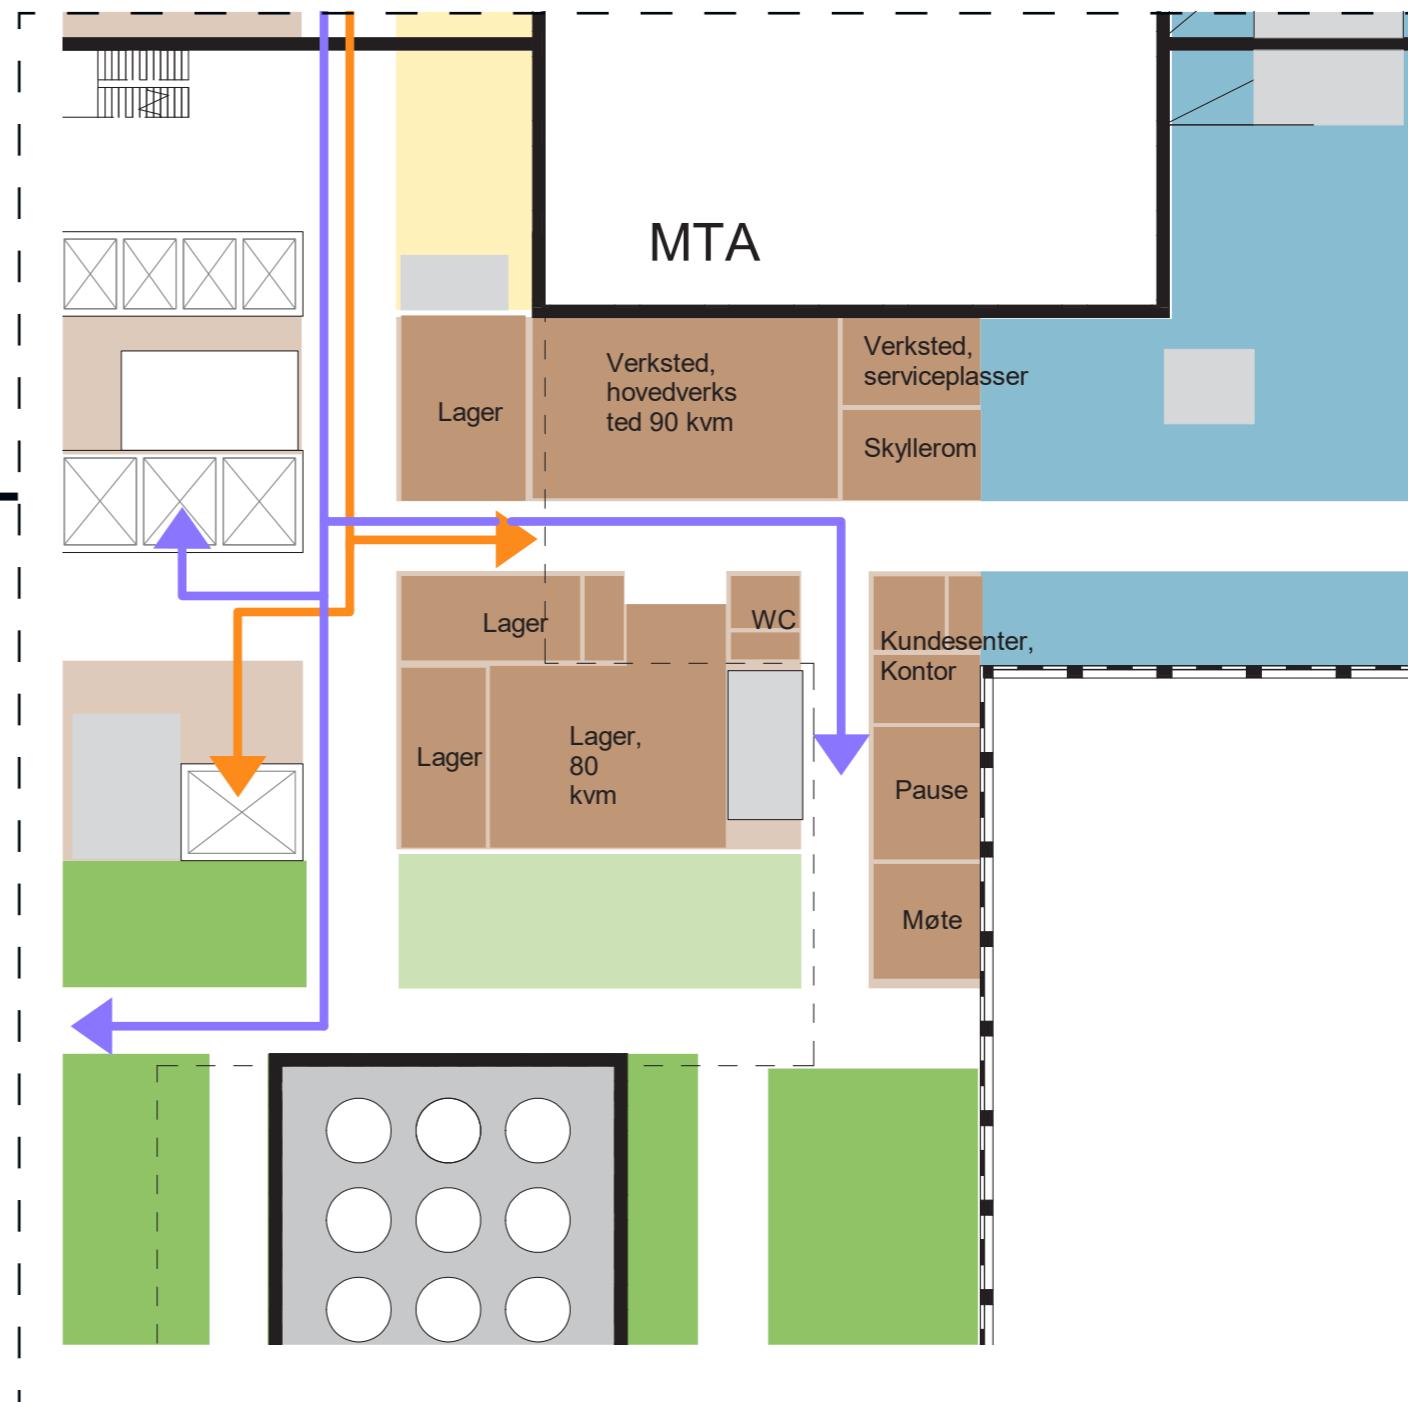 MTA
Verksted,
hovedverks
ted 90 kvm
Verksted,
serviceplasser
Lager
Skyllerom
Lager
WC
Kundesenter,
Kontor
Lager
Lager,
80
kvm
Pause
Møte